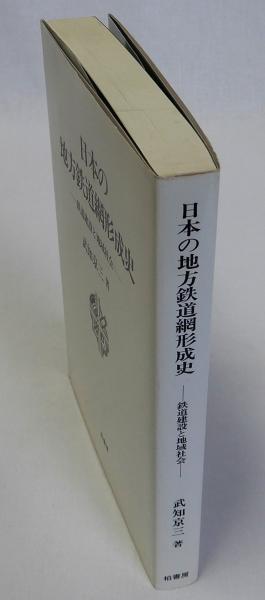 日本の
地方鉄道網形成史
―鉄道建設と地域社会―
武知京三 著
日本の地方鉄道網形成史
―鉄道建設と地域社会―
武知京三 著
柏書房